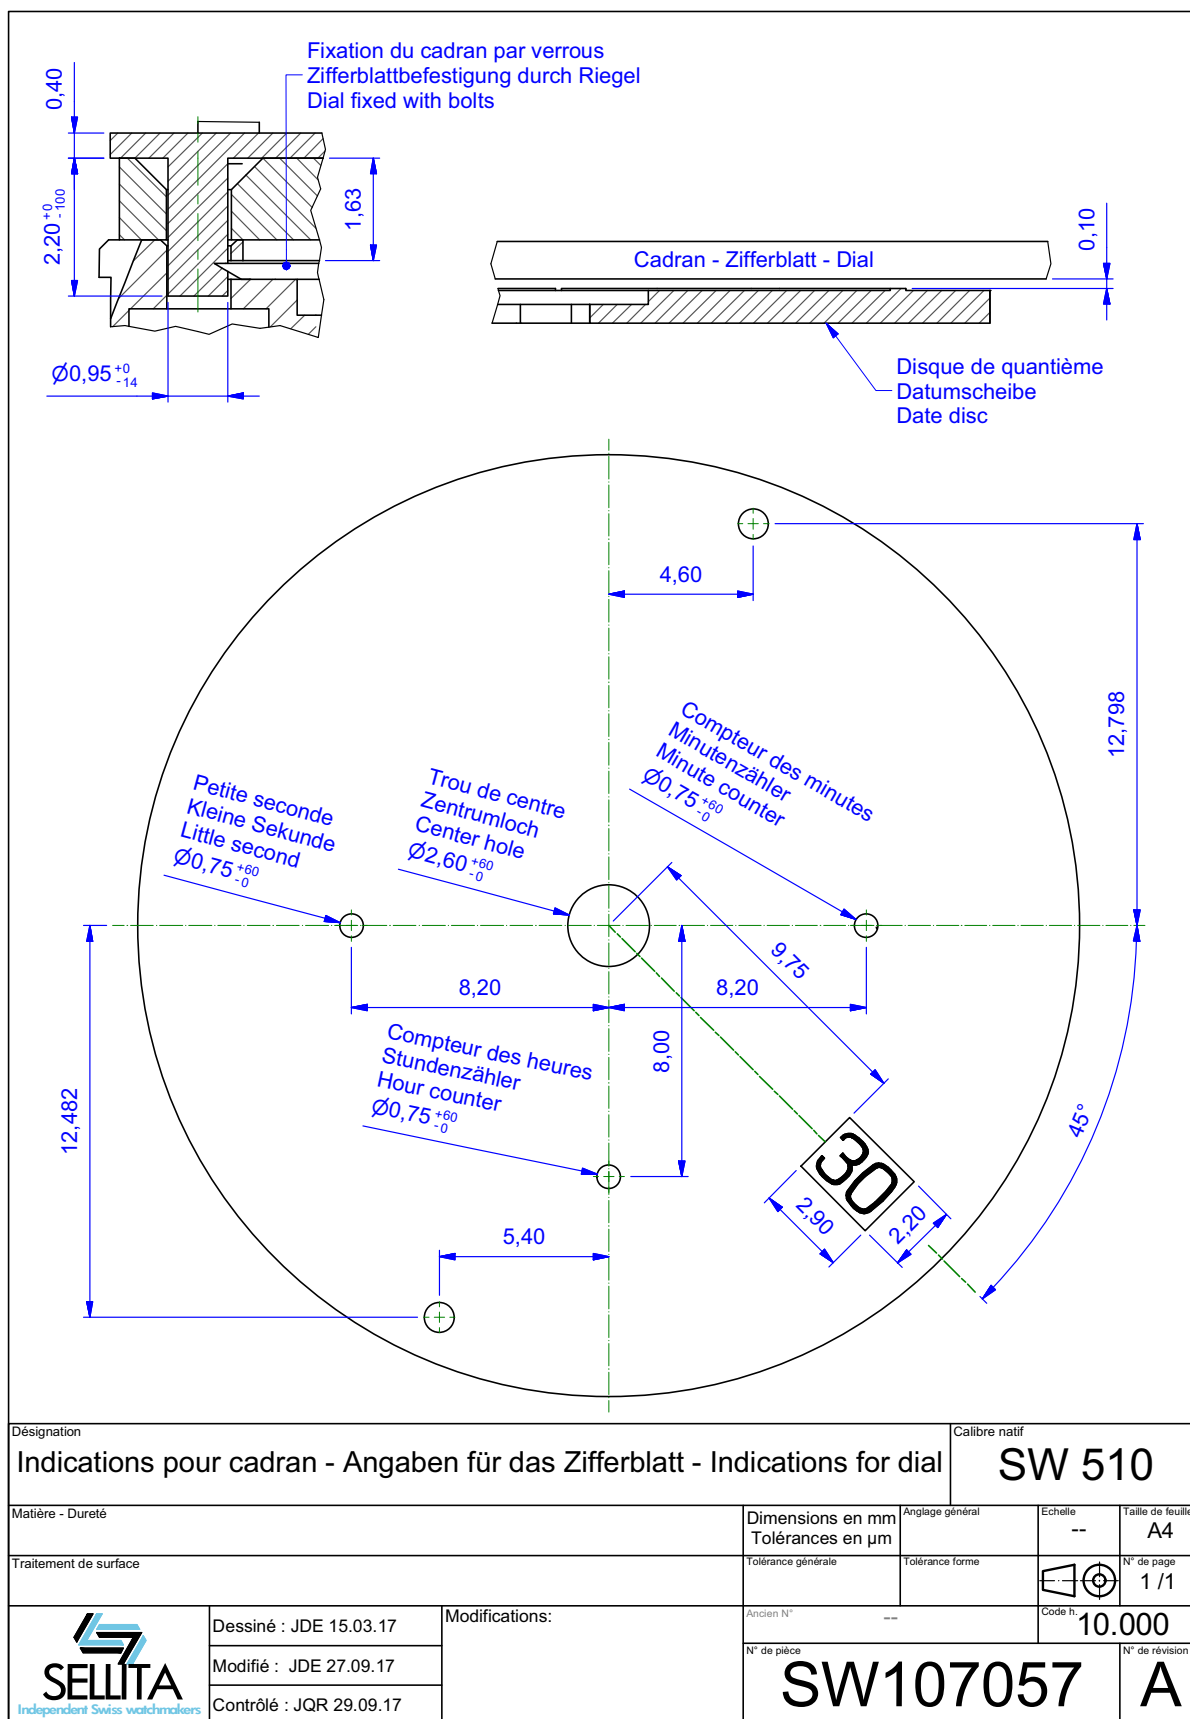 Fixation du cadran par verrous
Zifferblattbefestigung durch Riegel
Dial fixed with bolts
0,40
2,20 +0 -100
1,63
Ø0,95 +0 -14
Cadran - Zifferblatt - Dial
0,10
Disque de quantième
Datumscheibe
Date disc
4,60
12,798
Compteur des minutes
Minutenzähler
Minute counter
Ø0,75 +60 -0
Petite seconde
Kleine Sekunde
Little second
Ø0,75 +60 -0
Trou de centre
Zentrumloch
Center hole
Ø2,60 +60 -0
9,75
8,20
8,20
8,00
Compteur des heures
Stundenzähler
Hour counter
Ø0,75 +60 -0
12,482
45°
30
2,90
2,20
5,40
Désignation
Indications pour cadran - Angaben für das Zifferblatt - Indications for dial
Calibre natif
SW 510
Matière - Dureté
Dimensions en mm
Tolérances en µm
Anglage général
Echelle
--
Taille de feuille
A4
Traitement de surface
Tolérance générale
Tolérance forme
N° de page
1 /1
SELLITA
Independent Swiss watchmakers
Dessiné : JDE 15.03.17
Modifié : JDE 27.09.17
Contrôlé : JQR 29.09.17
Modifications:
Ancien N°
--
Code h.
10.000
N° de pièce
SW107057
N° de révision
A